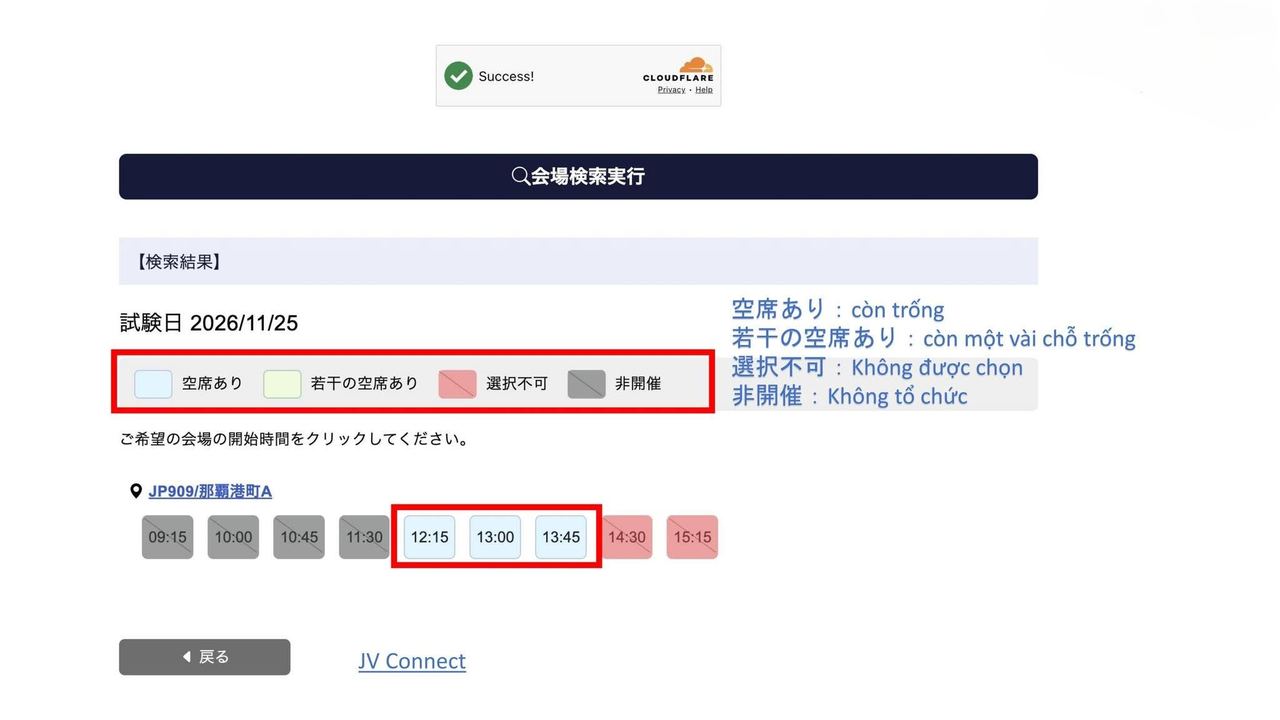 Success!
CLOUDFLARE
Privacy • Help
会場検索実行
【検索結果】
試験日 2026/11/25
空席あり 若干の空席あり 選択不可 非開催
空席あり：còn trống
若干の空席あり：còn một vài chỗ trống
選択不可：Không được chọn
非開催：Không tổ chức
ご希望の会場の開始時間をクリックしてください。
JP909/那覇港町A
09:15 10:00 10:45 11:30 12:15 13:00 13:45 14:30 15:15
戻る
JV Connect